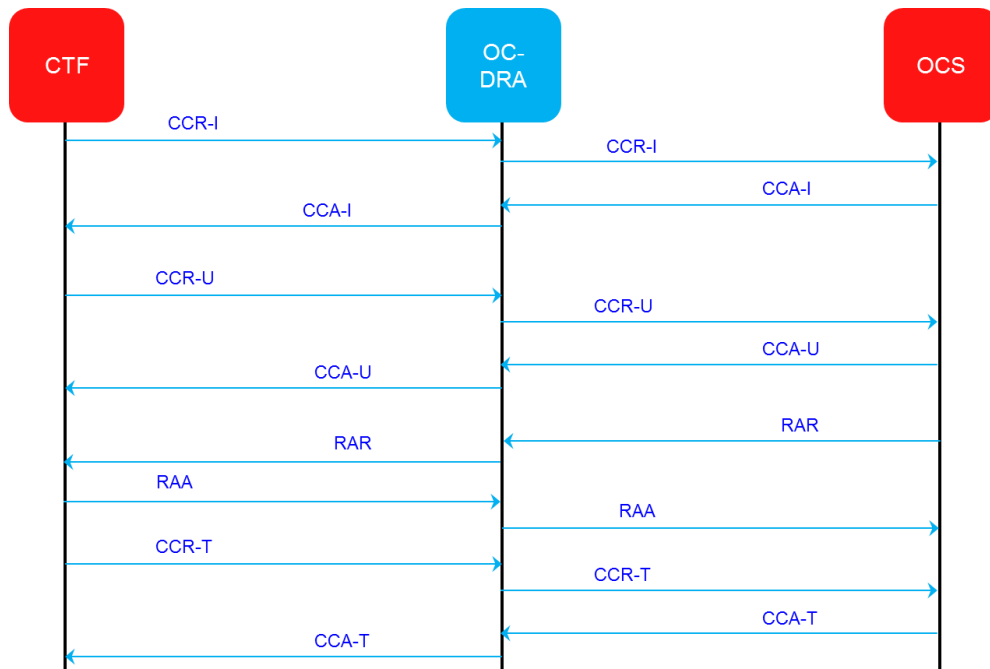 CTF
OC-
DRA
OCS
CCR-I
CCR-I
CCA-I
CCA-I
CCR-U
CCR-U
CCA-U
CCA-U
RAR
RAR
RAA
RAA
CCR-T
CCR-T
CCA-T
CCA-T